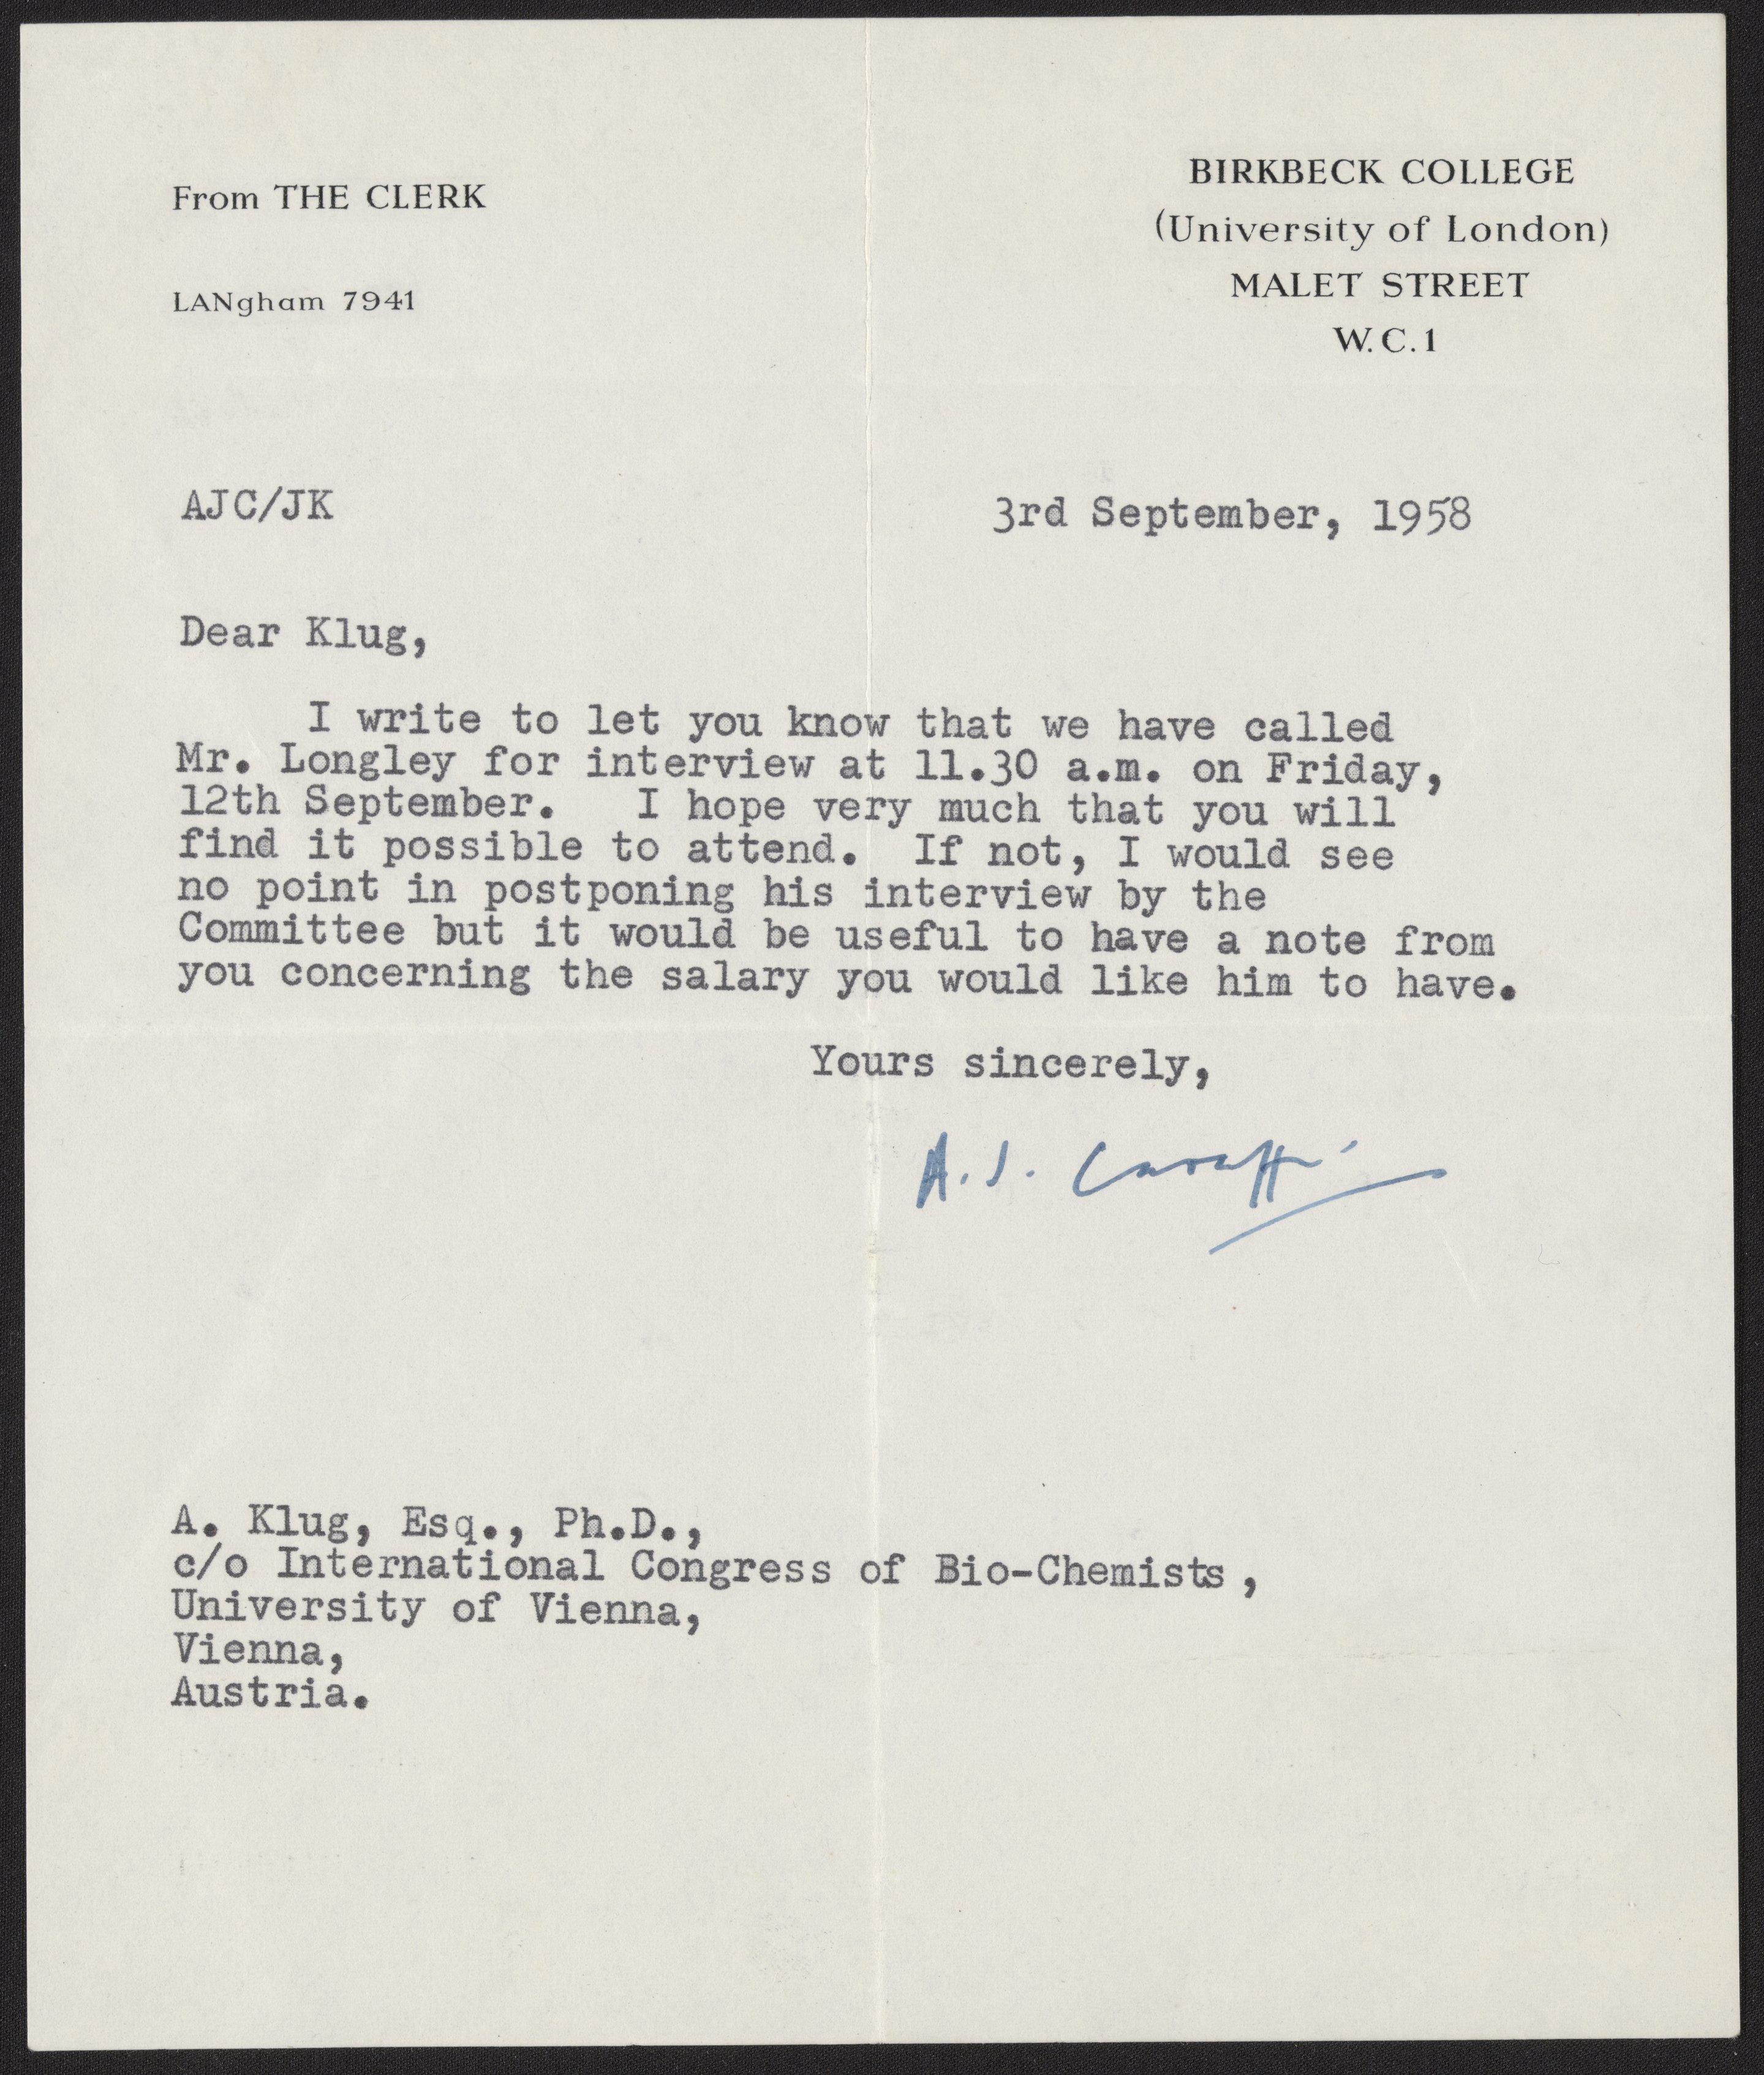 From THE CLERK
LANgham 7941
BIRKBECK COLLEGE
(University of London)
MALET STREET
W.C.1
AJC/JK
3rd September, 1958
Dear Klug,
I write to let you know that we have called
Mr. Longley for interview at 11.30 a.m. on Friday,
12th September. I hope very much that you will
find it possible to attend. If not, I would see
no point in postponing his interview by the
Committee but it would be useful to have a note from
you concerning the salary you would like him to have.
Yours sincerely,
A. J. Caraffi
A. Klug, Esq., Ph.D.,
c/o International Congress of Bio-Chemists,
University of Vienna,
Vienna,
Austria.